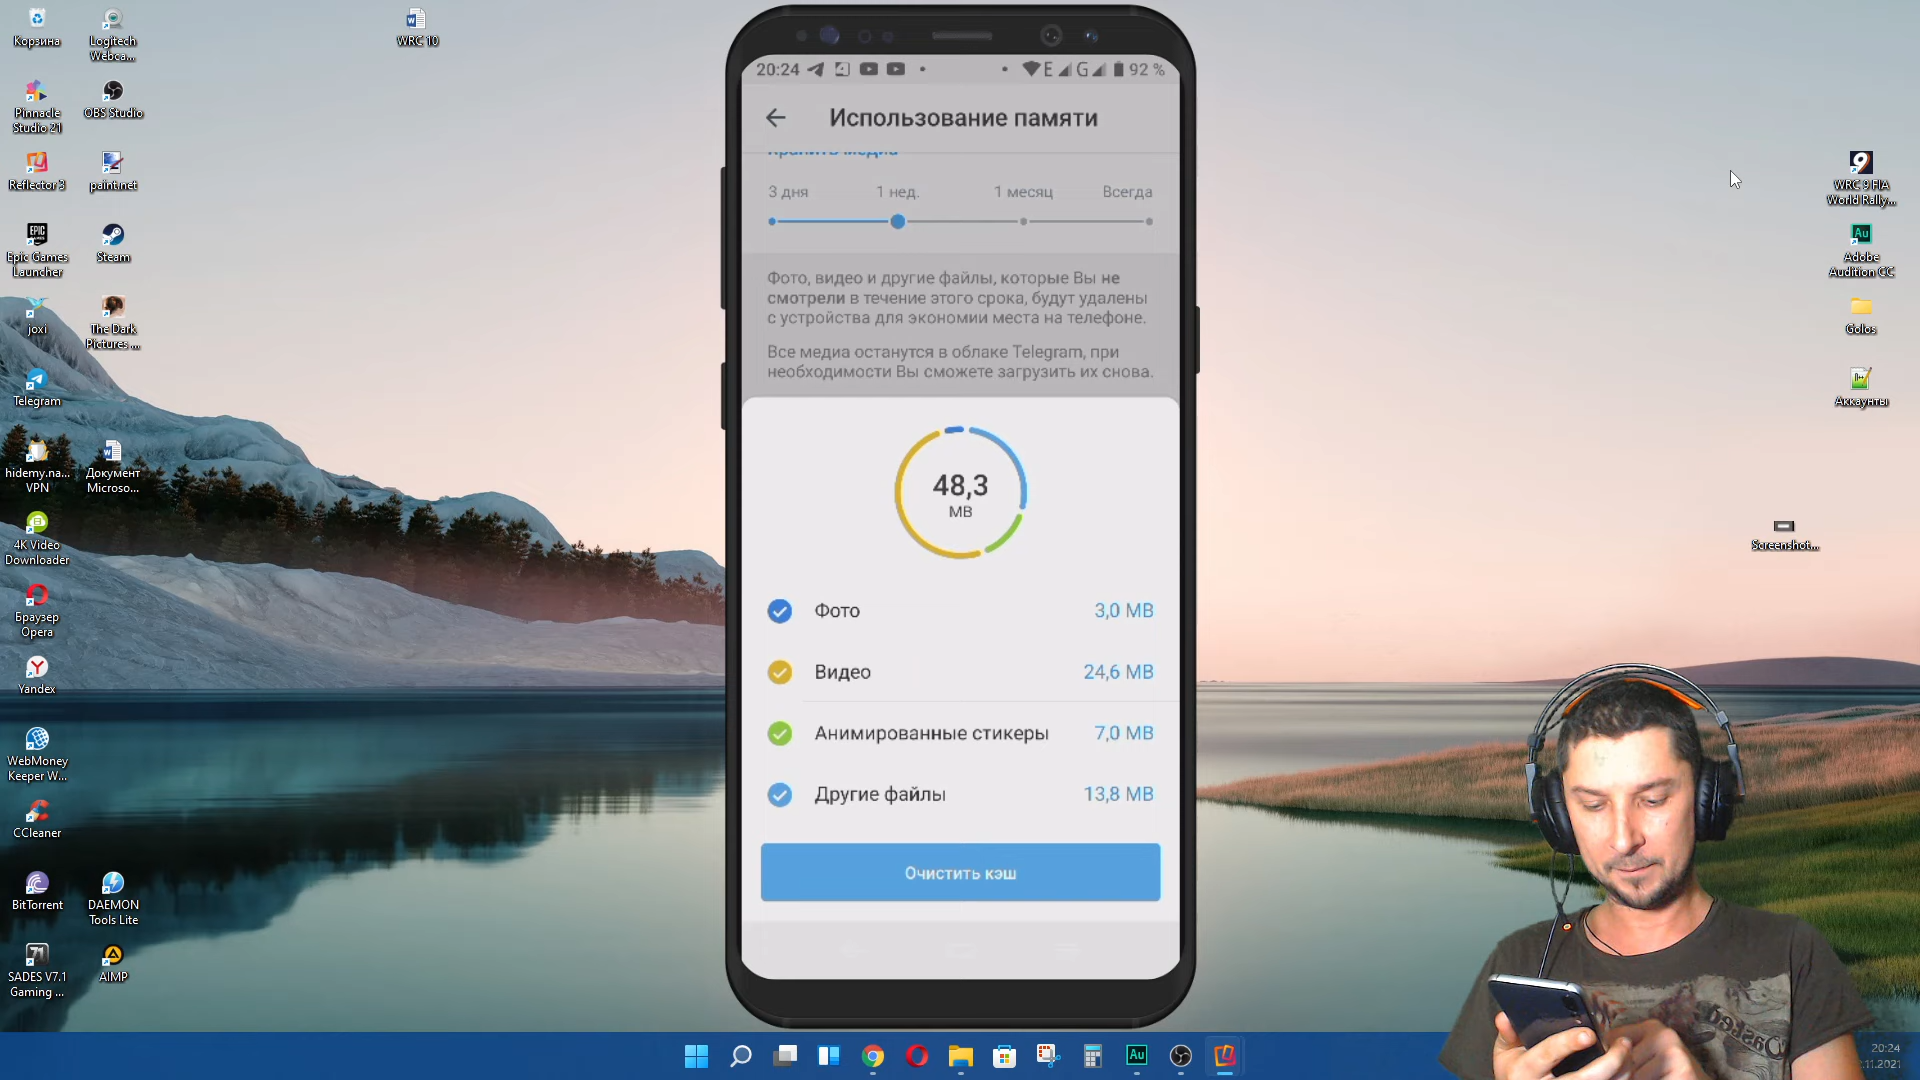 Корзина
Logitech
Webca...
WRC 10
Pinnacle
Studio 21
OBS Studio
Reflector 3
paint.net
Epic Games
Launcher
Steam
joxi
The Dark
Pictures ...
Telegram
hidemy.na...
VPN
Документ
Microso...
4K Video
Downloader
Браузер
Opera
Yandex
WebMoney
Keeper W...
CCleaner
BitTorrent
DAEMON
Tools Lite
SADES V7.1
Gaming ...
AIMP
20:24
E
G
92 %
Использование памяти
Хранить медиа
3 дня
1 нед.
1 месяц
Всегда
Фото, видео и другие файлы, которые Вы не
смотрели в течение этого срока, будут удалены
с устройства для экономии места на телефоне.
Все медиа останутся в облаке Telegram, при
необходимости Вы сможете загрузить их снова.
48,3
MB
Фото 3,0 MB
Видео 24,6 MB
Анимированные стикеры 7,0 MB
Другие файлы 13,8 MB
Очистить кэш
WRC 9 FIA
World Rally...
Au
Adobe
Audition CC
Golos
Аккаунты
Screenshot...
Au
20:24
.11.2021